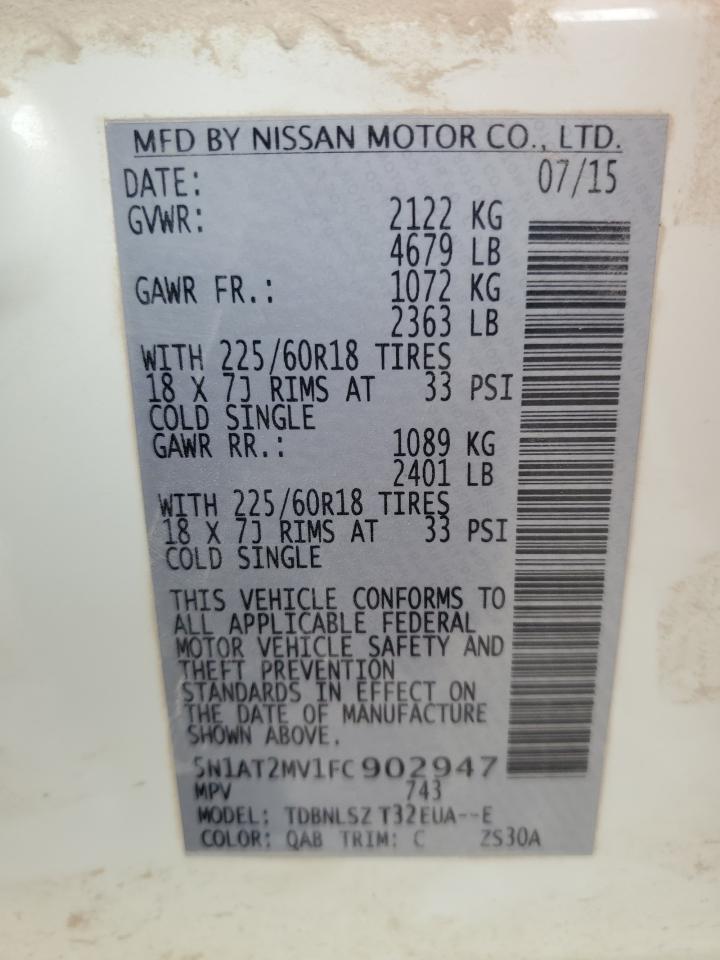 MFD BY NISSAN MOTOR CO., LTD.
DATE: 07/15
GVWR: 2122 KG
4679 LB
GAWR FR.: 1072 KG
2363 LB
WITH 225/60R18 TIRES
18 X 7J RIMS AT 33 PSI
COLD SINGLE
GAWR RR.: 1089 KG
2401 LB
WITH 225/60R18 TIRES
18 X 7J RIMS AT 33 PSI
COLD SINGLE
THIS VEHICLE CONFORMS TO
ALL APPLICABLE FEDERAL
MOTOR VEHICLE SAFETY AND
THEFT PREVENTION
STANDARDS IN EFFECT ON
THE DATE OF MANUFACTURE
SHOWN ABOVE.
5N1AT2MV1FC902947
MPV 743
MODEL: TDBNLSZ T32EUA--E
COLOR: QAB TRIM: C ZS30A